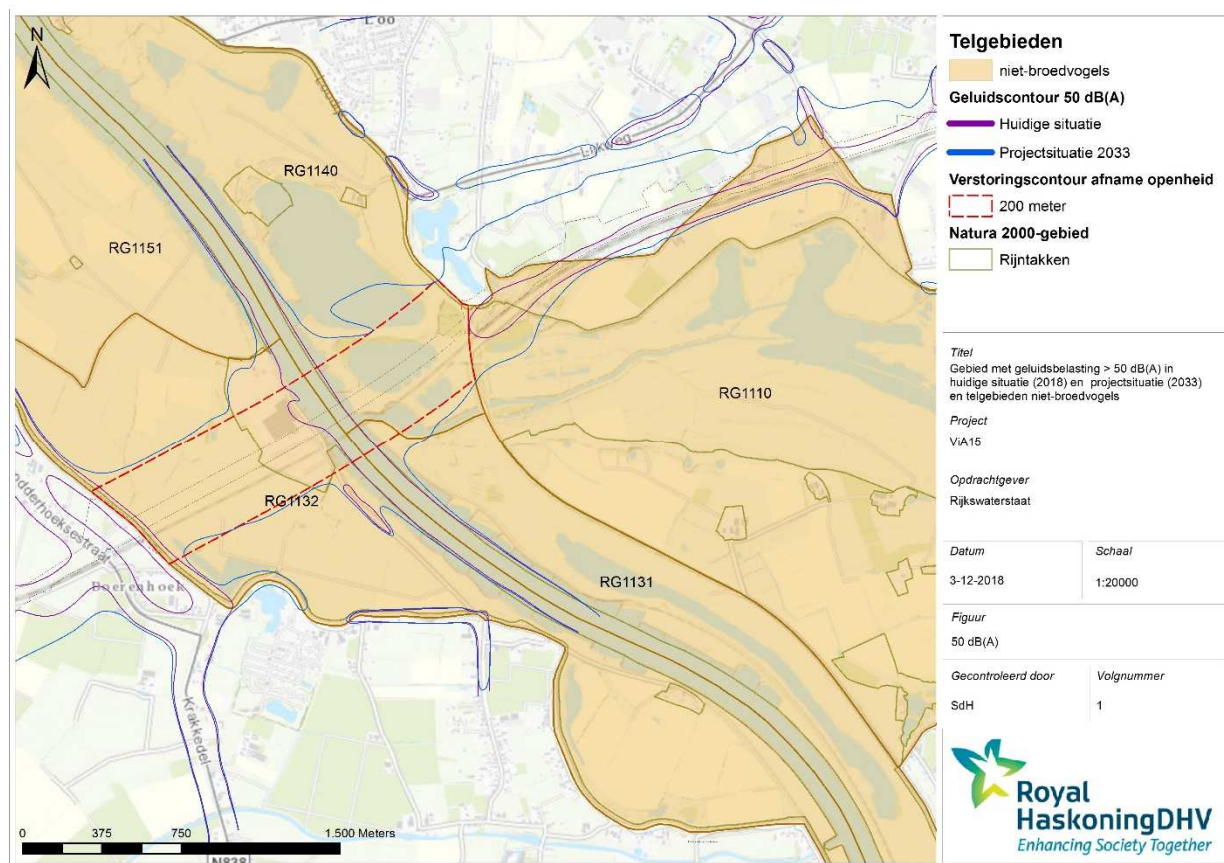 Loo
N
Lijkweg
RG1140
RG1151
RG1110
RG1132
odderhoeksestraat
Boerenhoek
RG1131
Krakkedel
0 375 750 1.500 Meters
N838
Telgebieden
niet-broedvogels
Geluidscontour 50 dB(A)
Huidige situatie
Projectsituatie 2033
Verstoringscontour afname openheid
200 meter
Natura 2000-gebied
Rijntakken
Titel
Gebied met geluidsbelasting > 50 dB(A) in
huidige situatie (2018) en projectsituatie (2033)
en telgebieden niet-broedvogels
Project
ViA15
Opdrachtgever
Rijkswaterstaat
Datum
Schaal
3-12-2018
1:20000
Figuur
50 dB(A)
Gecontroleerd door
Volgnummer
SdH
1
Royal
HaskoningDHV
Enhancing Society Together